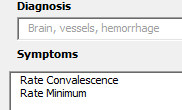 Diagnosis
Brain, vessels, hemorrhage
Symptoms
Rate Convalescence
Rate Minimum